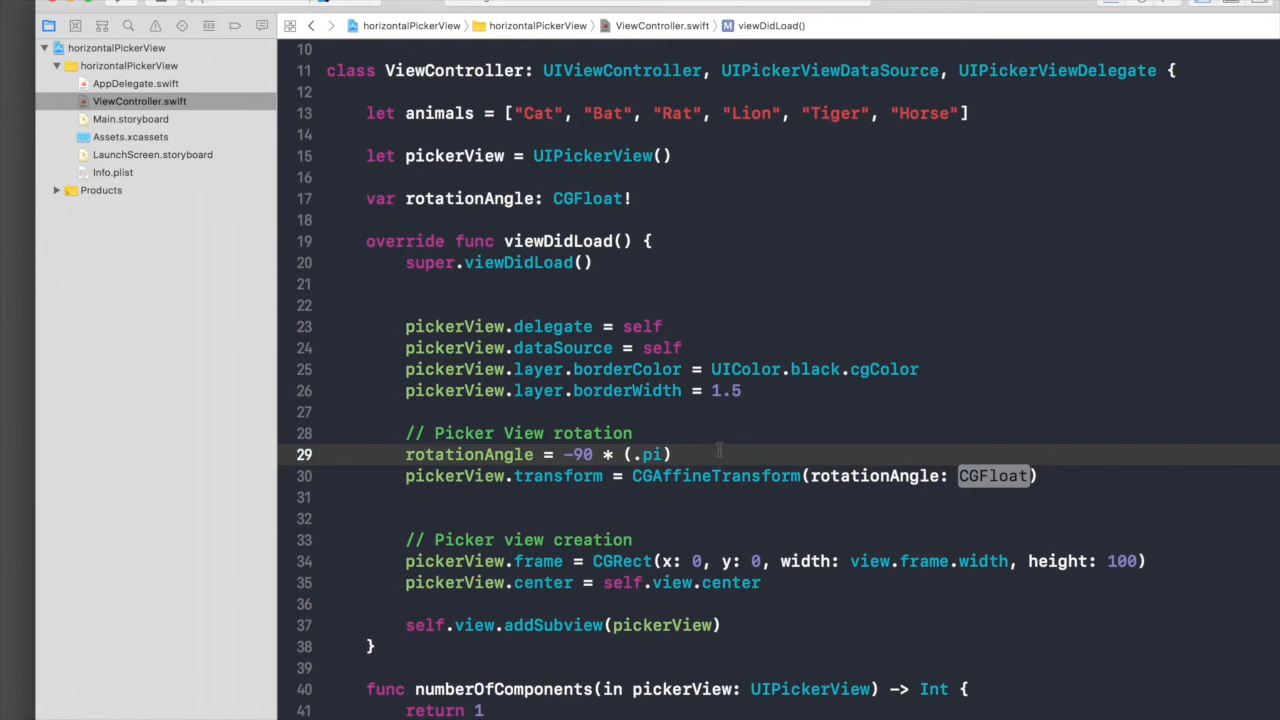 horizontalPickerView
horizontalPickerView
ViewController.swift
M viewDidLoad()
horizontalPickerView
horizontalPickerView
AppDelegate.swift
ViewController.swift
Main.storyboard
Assets.xcassets
LaunchScreen.storyboard
Info.plist
Products
10
11 class ViewController: UIViewController, UIPickerViewDataSource, UIPickerViewDelegate {
12
13 let animals = ["Cat", "Bat", "Rat", "Lion", "Tiger", "Horse"]
14
15 let pickerView = UIPickerView()
16
17 var rotationAngle: CGFloat!
18
19 override func viewDidLoad() {
20 super.viewDidLoad()
21
22
23 pickerView.delegate = self
24 pickerView.dataSource = self
25 pickerView.layer.borderColor = UIColor.black.cgColor
26 pickerView.layer.borderWidth = 1.5
27
28 // Picker View rotation
29 rotationAngle = -90 * (.pi)
30 pickerView.transform = CGAffineTransform(rotationAngle: CGFloat)
31
32
33 // Picker view creation
34 pickerView.frame = CGRect(x: 0, y: 0, width: view.frame.width, height: 100)
35 pickerView.center = self.view.center
36
37 self.view.addSubview(pickerView)
38 }
39
40 func numberOfComponents(in pickerView: UIPickerView) -> Int {
41 return 1